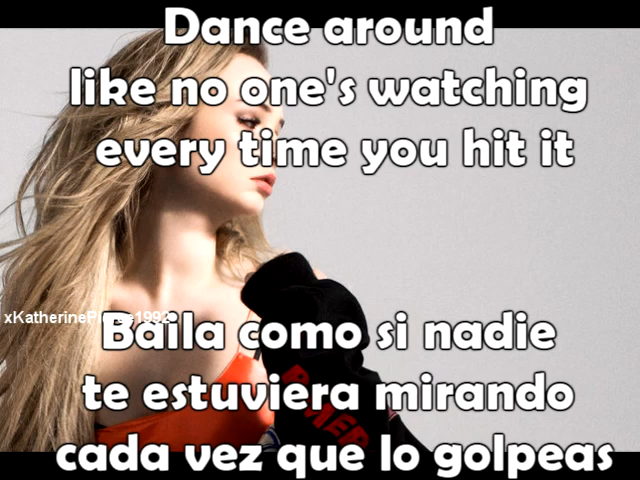 Dance around
like no one's watching
every time you hit it
xKatherinePierce1992
Baila como si nadie
te estuviera mirando
cada vez que lo golpeas